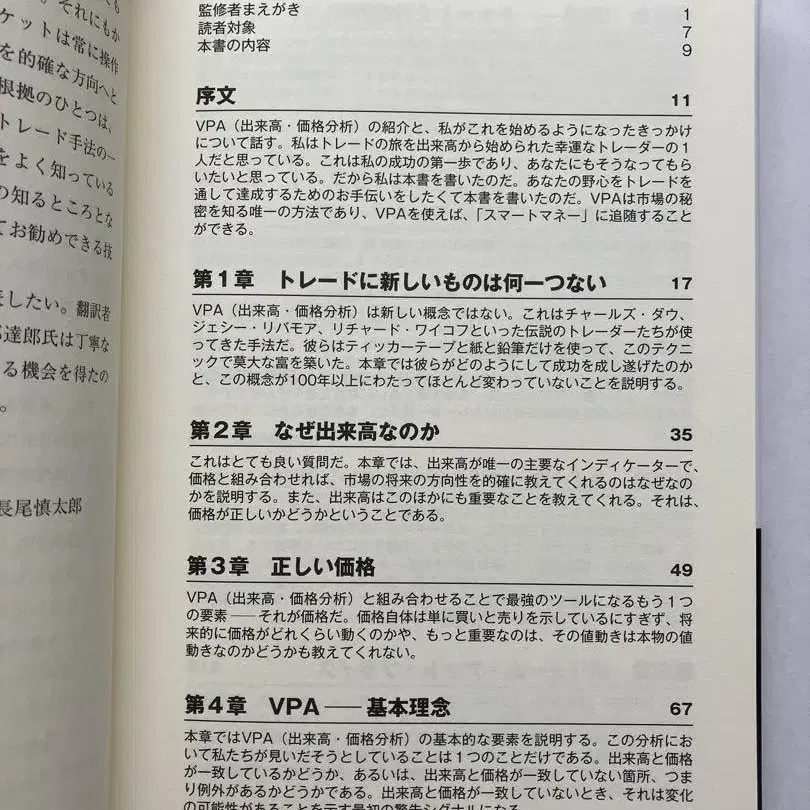 も
る。それにもか
ケットは常に操作
を的確な方向へと
根拠のひとつは、
トレード手法の一
をよく知っている
の知るところとな
てお勧めできる技
したい。翻訳者
達郎氏は丁寧な
る機会を得たの
。
長尾慎太郎
監修者まえがき 1
読者対象 7
本書の内容 9
序文 11
VPA（出来高・価格分析）の紹介と、私がこれを始めるようになったきっかけ
について話す。私はトレードの旅を出来高から始められた幸運なトレーダーの1
人だと思っている。これは私の成功の第一歩であり、あなたにもそうなってもら
いたいと思っている。だから私は本書を書いたのだ。あなたの野心をトレードを
通して達成するためのお手伝いをしたくて本書を書いたのだ。VPAは市場の秘
密を知る唯一の方法であり、VPAを使えば、「スマートマネー」に追随すること
ができる。
第1章 トレードに新しいものは何一つない 17
VPA（出来高・価格分析）は新しい概念ではない。これはチャールズ・ダウ、
ジェシー・リバモア、リチャード・ワイコフといった伝説のトレーダーたちが使
ってきた手法だ。彼らはティッカーテープと紙と鉛筆だけを使って、このテクニ
ックで莫大な富を築いた。本章では彼らがどのようにして成功を成し遂げたのか
と、この概念が100年以上にわたってほとんど変わっていないことを説明する。
第2章 なぜ出来高なのか 35
これはとても良い質問だ。本章では、出来高が唯一の主要なインディケーターで、
価格と組み合わせれば、市場の将来の方向性を的確に教えてくれるのはなぜなの
かを説明する。また、出来高はこのほかにも重要なことを教えてくれる。それは、
価格が正しいかどうかということである。
第3章 正しい価格 49
VPA（出来高・価格分析）と組み合わせることで最強のツールになるもう1つ
の要素――それが価格だ。価格自体は単に買いと売りを示しているにすぎず、将
来的に価格がどれくらい動くのかや、もっと重要なのは、その値動きは本物の値
動きなのかどうかも教えてくれない。
第4章 VPA――基本理念 67
本章ではVPA（出来高・価格分析）の基本的な要素を説明する。この分析にお
いて私たちが見いだそうとしていることは1つのことだけである。出来高と価格
が一致しているかどうか、あるいは、出来高と価格が一致していない箇所、つま
り例外があるかどうかである。出来高と価格が一致していないとき、それは変化
の可能性があることを示す最初の警告シグナルになる。